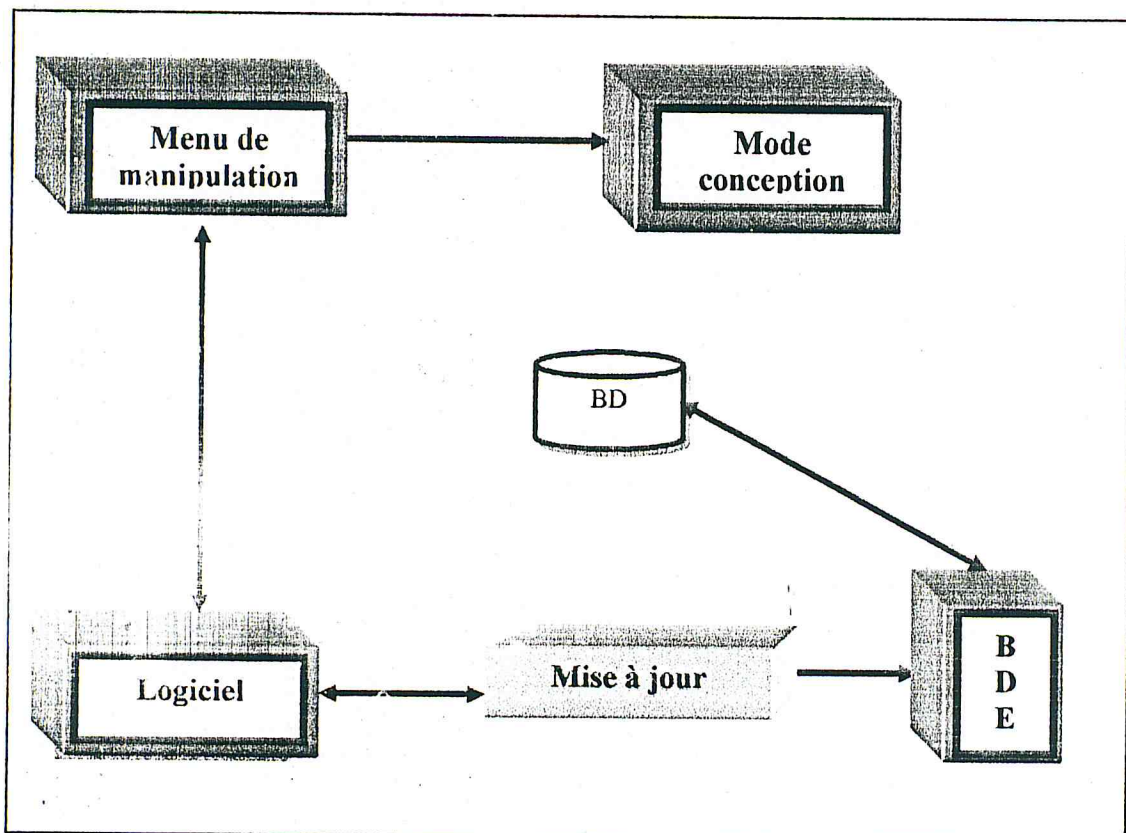 Menu de
manipulation
Mode
conception
BD
Logiciel
Mise à jour
B
D
E